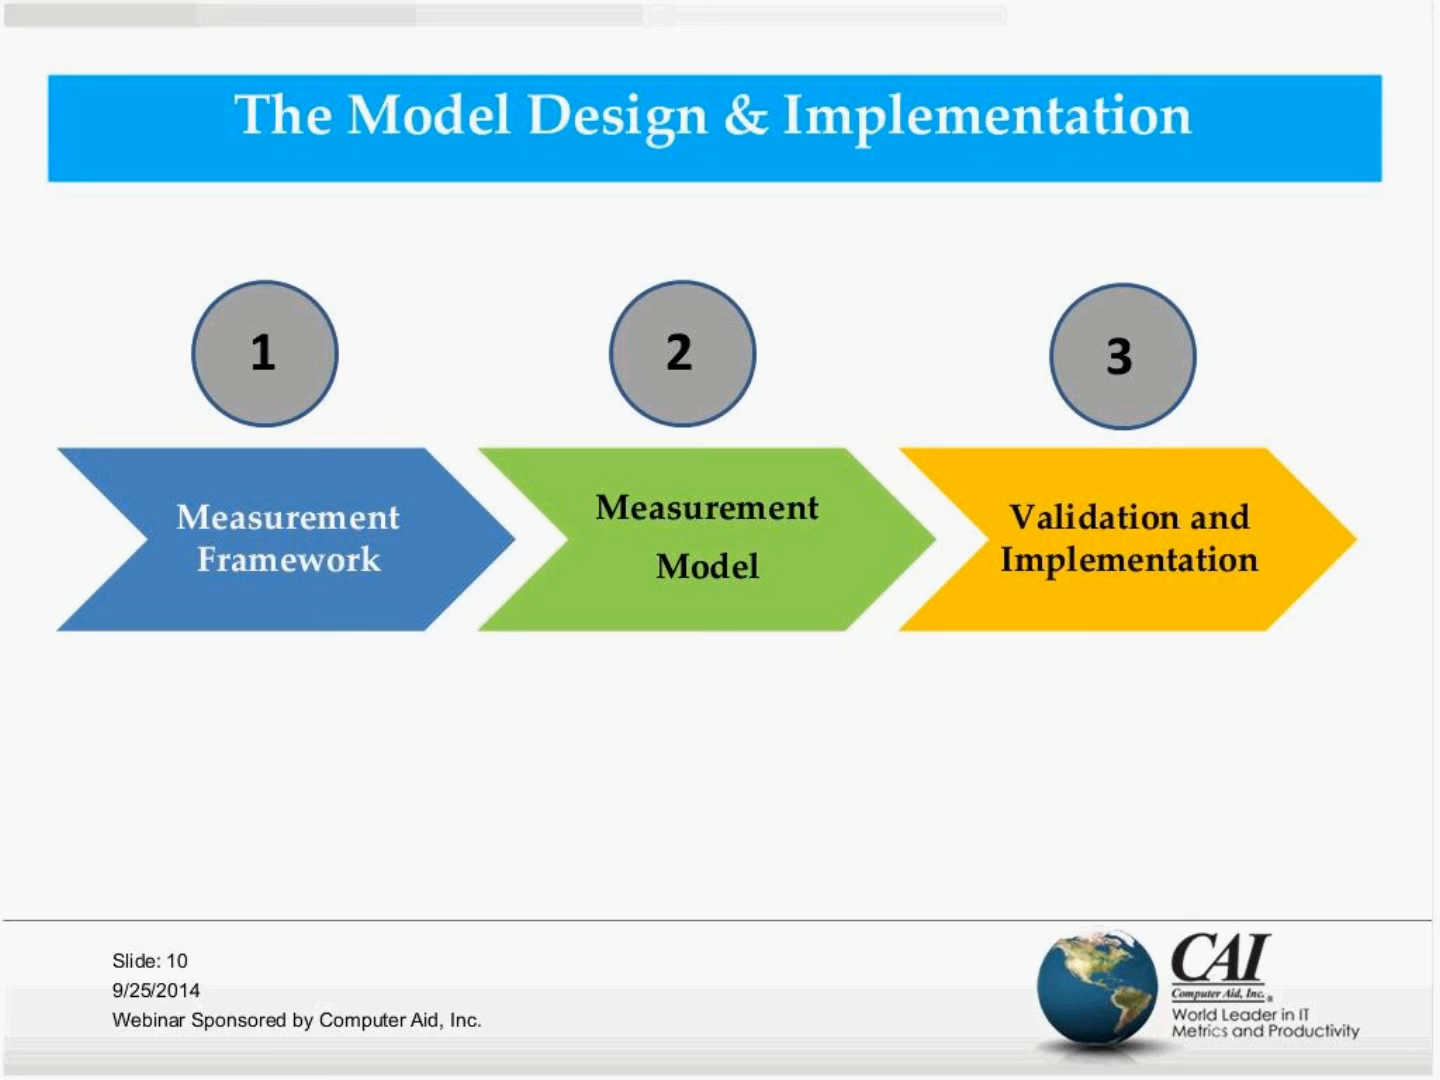 The Model Design & Implementation
1
2
3
Measurement
Framework
Measurement
Model
Validation and
Implementation
Slide: 10
9/25/2014
Webinar Sponsored by Computer Aid, Inc.
CAI
Computer Aid, Inc.®
World Leader in IT
Metrics and Productivity